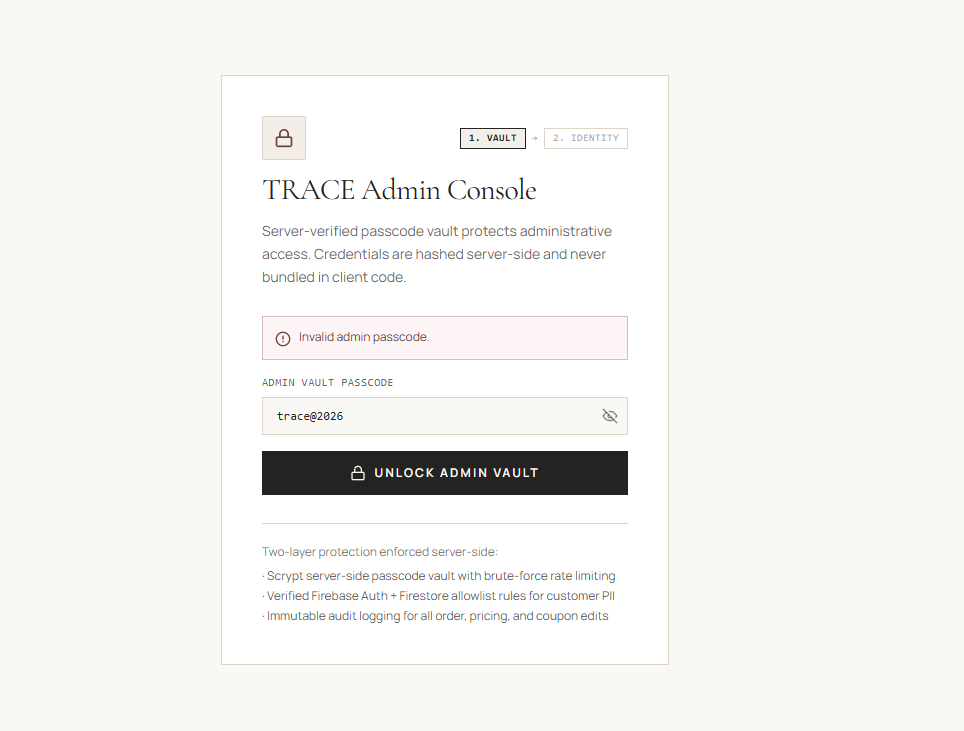 1. VAULT → 2. IDENTITY
TRACE Admin Console
Server-verified passcode vault protects administrative
access. Credentials are hashed server-side and never
bundled in client code.
Invalid admin passcode.
ADMIN VAULT PASSCODE
trace@2026
UNLOCK ADMIN VAULT
Two-layer protection enforced server-side:
· Scrypt server-side passcode vault with brute-force rate limiting
· Verified Firebase Auth + Firestore allowlist rules for customer PII
· Immutable audit logging for all order, pricing, and coupon edits